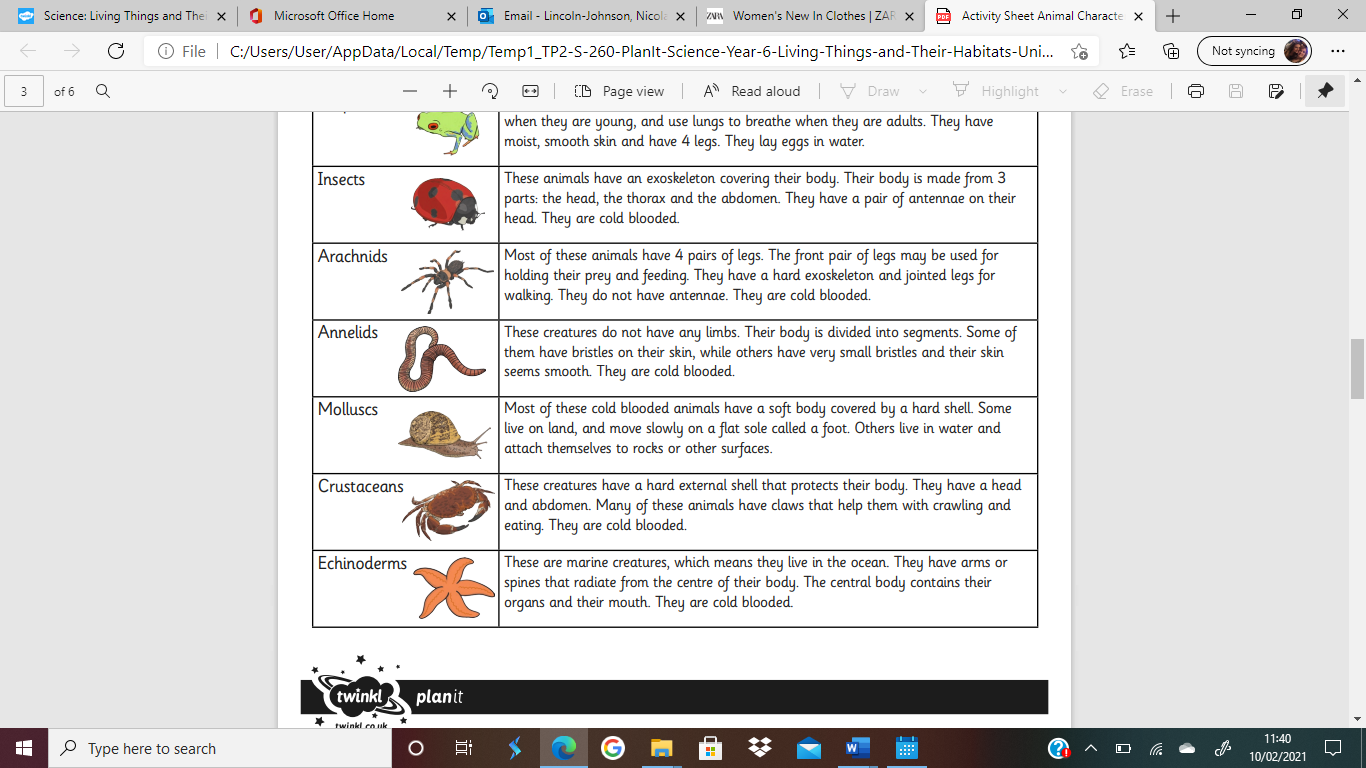 Science: Living Things and Thei
Microsoft Office Home
Email - Lincoln-Johnson, Nicola
ZARA
Women's New In Clothes | ZAR
PDF
Activity Sheet Animal Characte
File
C:/Users/User/AppData/Local/Temp/Temp1_TP2-S-260-PlanIt-Science-Year-6-Living-Things-and-Their-Habitats-Uni...
Not syncing
3 of 6
Page view
Read aloud
Draw
Highlight
Erase
when they are young, and use lungs to breathe when they are adults. They have
moist, smooth skin and have 4 legs. They lay eggs in water.
Insects
These animals have an exoskeleton covering their body. Their body is made from 3
parts: the head, the thorax and the abdomen. They have a pair of antennae on their
head. They are cold blooded.
Arachnids
Most of these animals have 4 pairs of legs. The front pair of legs may be used for
holding their prey and feeding. They have a hard exoskeleton and jointed legs for
walking. They do not have antennae. They are cold blooded.
Annelids
These creatures do not have any limbs. Their body is divided into segments. Some of
them have bristles on their skin, while others have very small bristles and their skin
seems smooth. They are cold blooded.
Molluscs
Most of these cold blooded animals have a soft body covered by a hard shell. Some
live on land, and move slowly on a flat sole called a foot. Others live in water and
attach themselves to rocks or other surfaces.
Crustaceans
These creatures have a hard external shell that protects their body. They have a head
and abdomen. Many of these animals have claws that help them with crawling and
eating. They are cold blooded.
Echinoderms
These are marine creatures, which means they live in the ocean. They have arms or
spines that radiate from the centre of their body. The central body contains their
organs and their mouth. They are cold blooded.
twinkl planit
twinkl.co.uk
Type here to search
11:40
10/02/2021